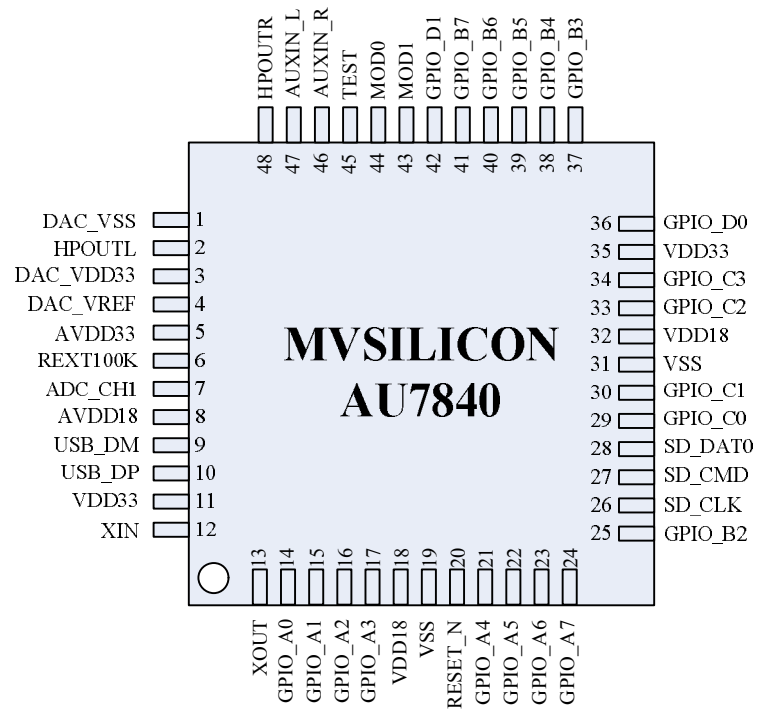 HPOUTR
AUXIN_L
AUXIN_R
TEST
MOD0
MOD1
GPIO_D1
GPIO_B7
GPIO_B6
GPIO_B5
GPIO_B4
GPIO_B3
48
47
46
45
44
43
42
41
40
39
38
37
DAC_VSS 1
HPOUTL 2
DAC_VDD33 3
DAC_VREF 4
AVDD33 5
REXT100K 6
ADC_CH1 7
AVDD18 8
USB_DM 9
USB_DP 10
VDD33 11
XIN 12
MVSILICON
AU7840
36 GPIO_D0
35 VDD33
34 GPIO_C3
33 GPIO_C2
32 VDD18
31 VSS
30 GPIO_C1
29 GPIO_C0
28 SD_DAT0
27 SD_CMD
26 SD_CLK
25 GPIO_B2
13
14
15
16
17
18
19
20
21
22
23
24
XOUT
GPIO_A0
GPIO_A1
GPIO_A2
GPIO_A3
VDD18
VSS
RESET_N
GPIO_A4
GPIO_A5
GPIO_A6
GPIO_A7